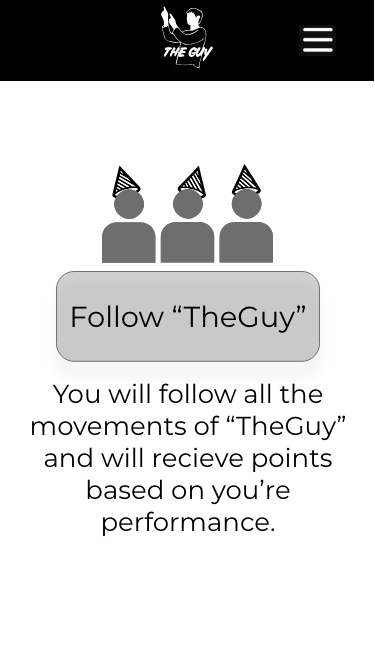 THE GUY
Follow “TheGuy”
You will follow all the
movements of “TheGuy”
and will recieve points
based on you’re
performance.